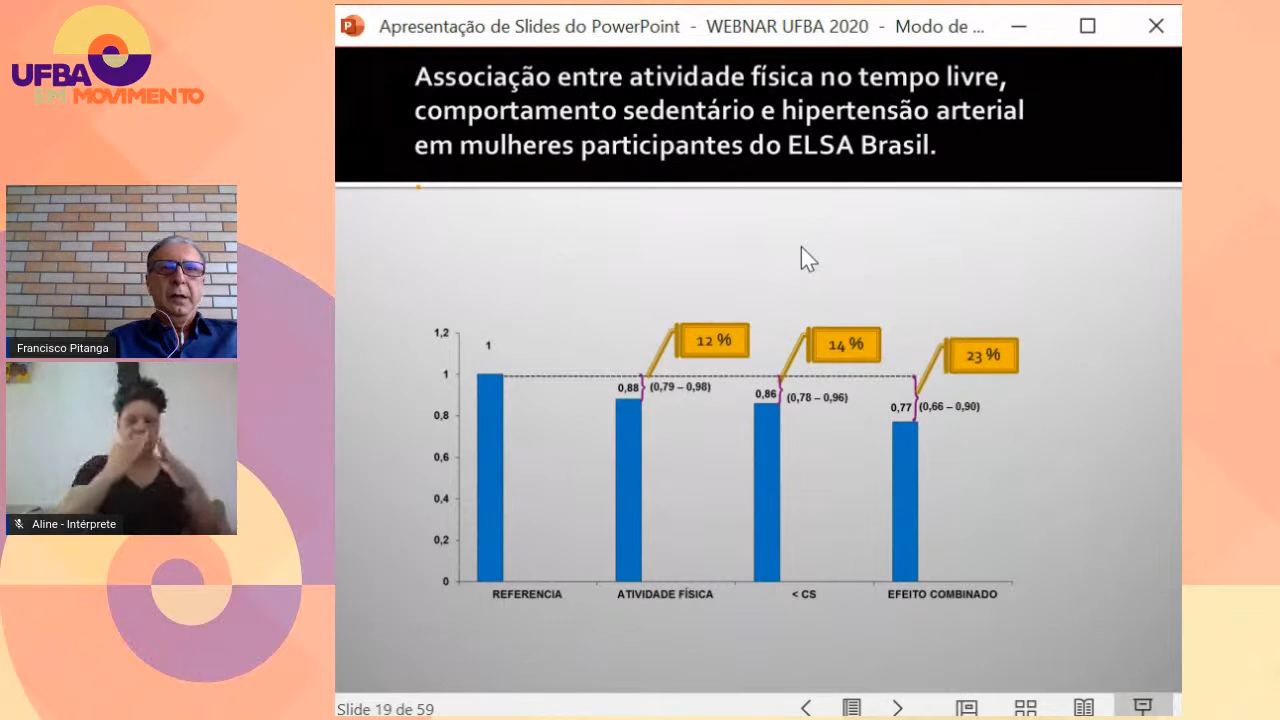 UFBA
EM MOVIMENTO
Apresentação de Slides do PowerPoint - WEBNAR UFBA 2020 - Modo de ...
Associação entre atividade física no tempo livre,
comportamento sedentário e hipertensão arterial
em mulheres participantes do ELSA Brasil.
Francisco Pitanga
Aline - Intérprete
1,2
1
0,8
0,6
0,4
0,2
0
1
12 %
0,88 (0,79 – 0,98)
14 %
0,86 (0,78 – 0,96)
23 %
0,77 (0,66 – 0,90)
REFERENCIA ATIVIDADE FÍSICA < CS EFEITO COMBINADO
Slide 19 de 59